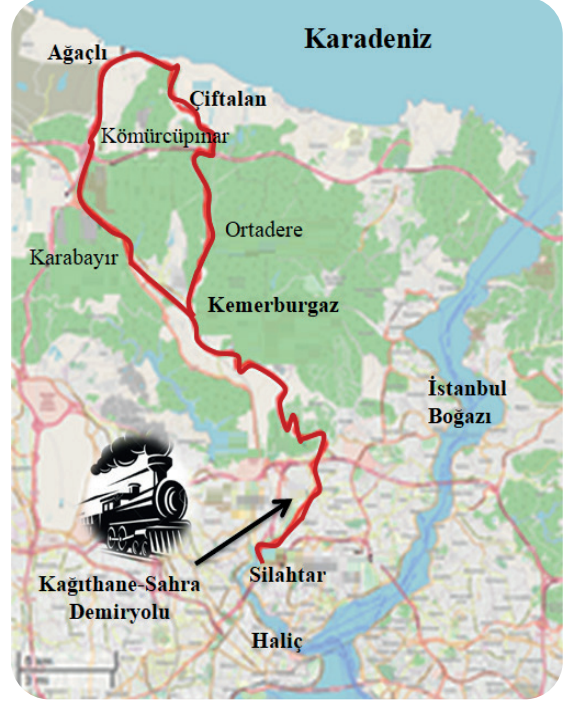 Karadeniz
Ağaçlı
Çiftalan
Kömürcüpınar
Ortadere
Karabayır
Kemerburgaz
İstanbul
Boğazı
Kağıthane-Sahra
Demiryolu
Silahtar
Haliç